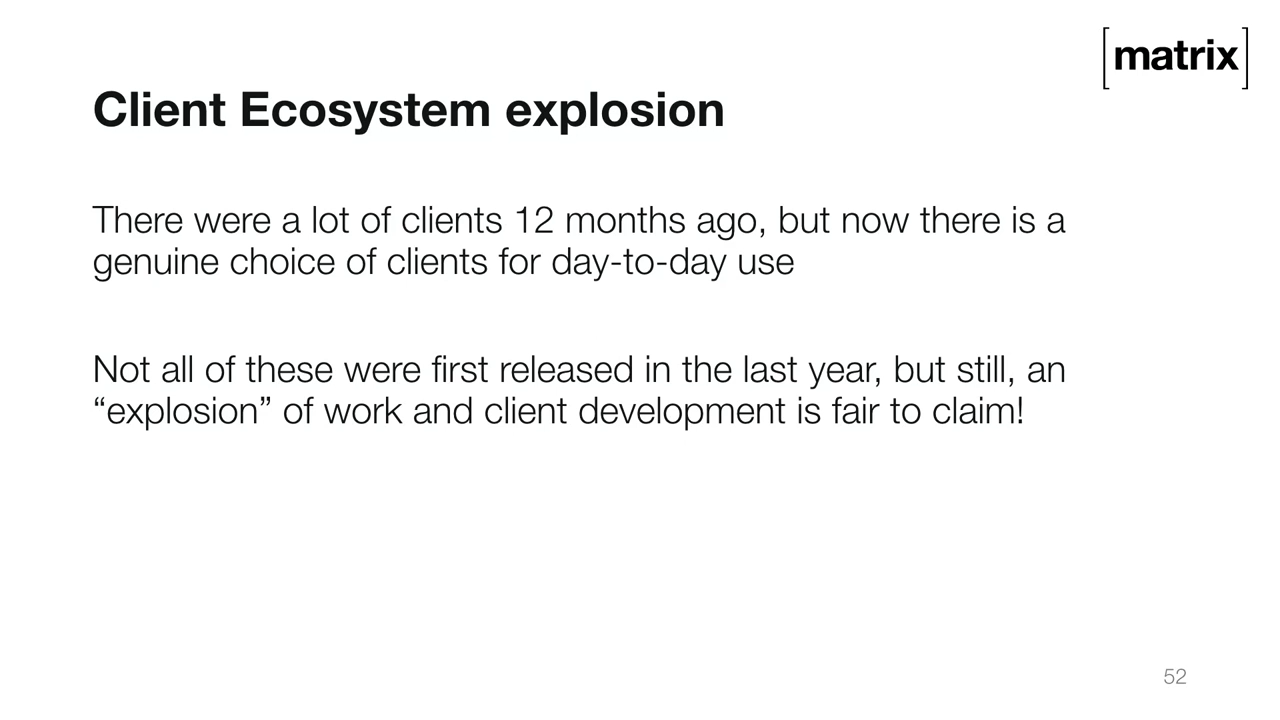 [matrix]
Client Ecosystem explosion
There were a lot of clients 12 months ago, but now there is a
genuine choice of clients for day-to-day use
Not all of these were first released in the last year, but still, an
“explosion” of work and client development is fair to claim!
52